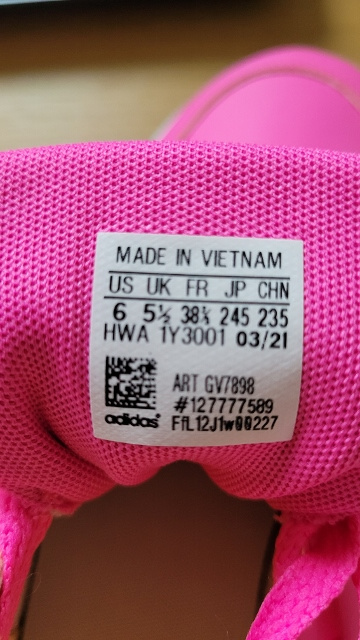 MADE IN VIETNAM
US UK FR JP CHN
6 5½ 38⅔ 245 235
HWA 1Y3001 03/21
ART GV7898
#127777589
adidas® FfL12J1w00227